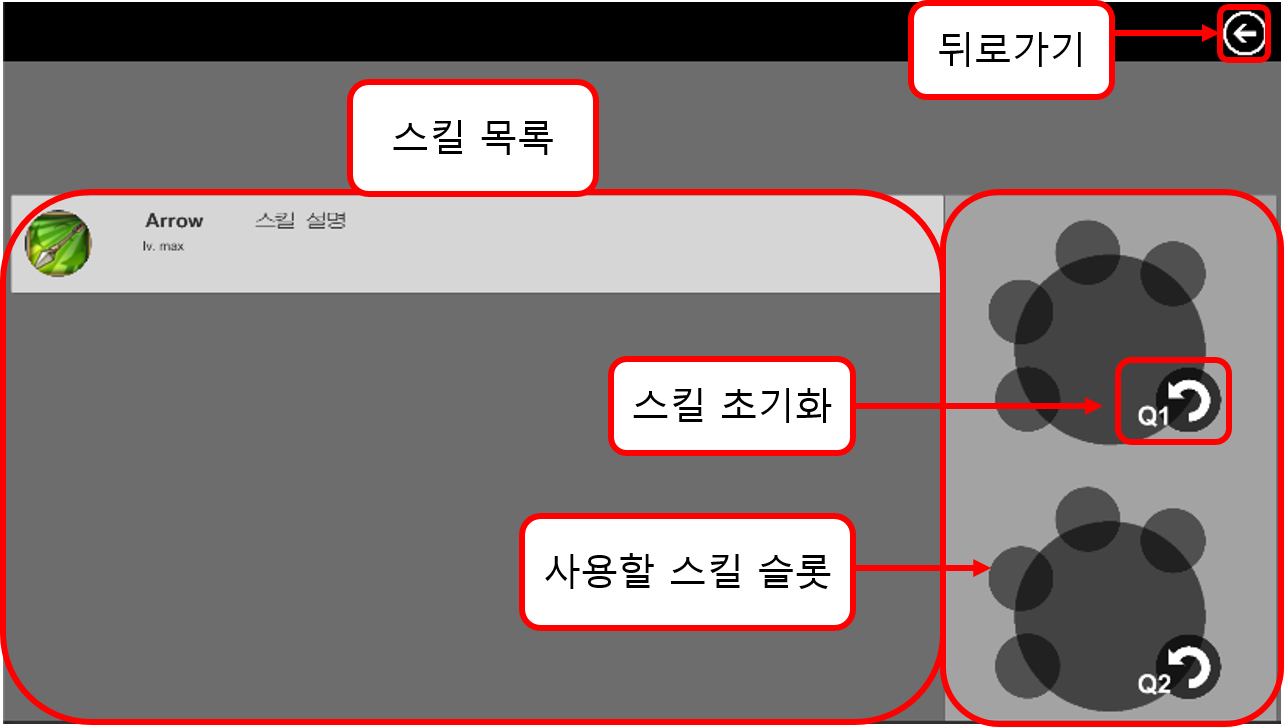 뒤로가기
스킬 목록
Arrow 스킬 설명
lv. max
스킬 초기화
Q1
사용할 스킬 슬롯
Q2